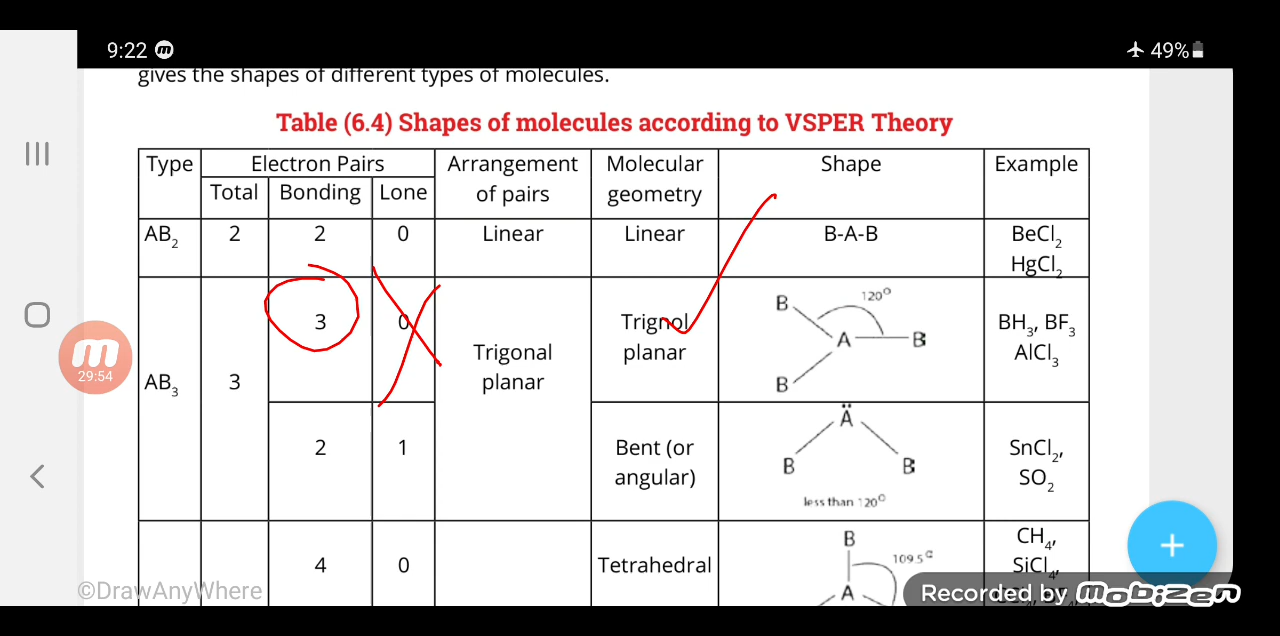 9:22
49%
gives the shapes of different types of molecules.
Table (6.4) Shapes of molecules according to VSPER Theory
Type Electron Pairs Arrangement of pairs Molecular geometry Shape Example
Total Bonding Lone
AB2 2 2 0 Linear Linear B-A-B BeCl2
HgCl2
AB3 3 3 0 Trigonal planar Trignol planar BH3, BF3
AlCl3
B 120° A B B
2 1 Bent (or angular) SnCl2,
SO2
Ä B B
less than 120°
4 0 Tetrahedral CH4,
SiCl4,
B 109.5° A
29:54
©DrawAnyWhere
Recorded by Mobizen